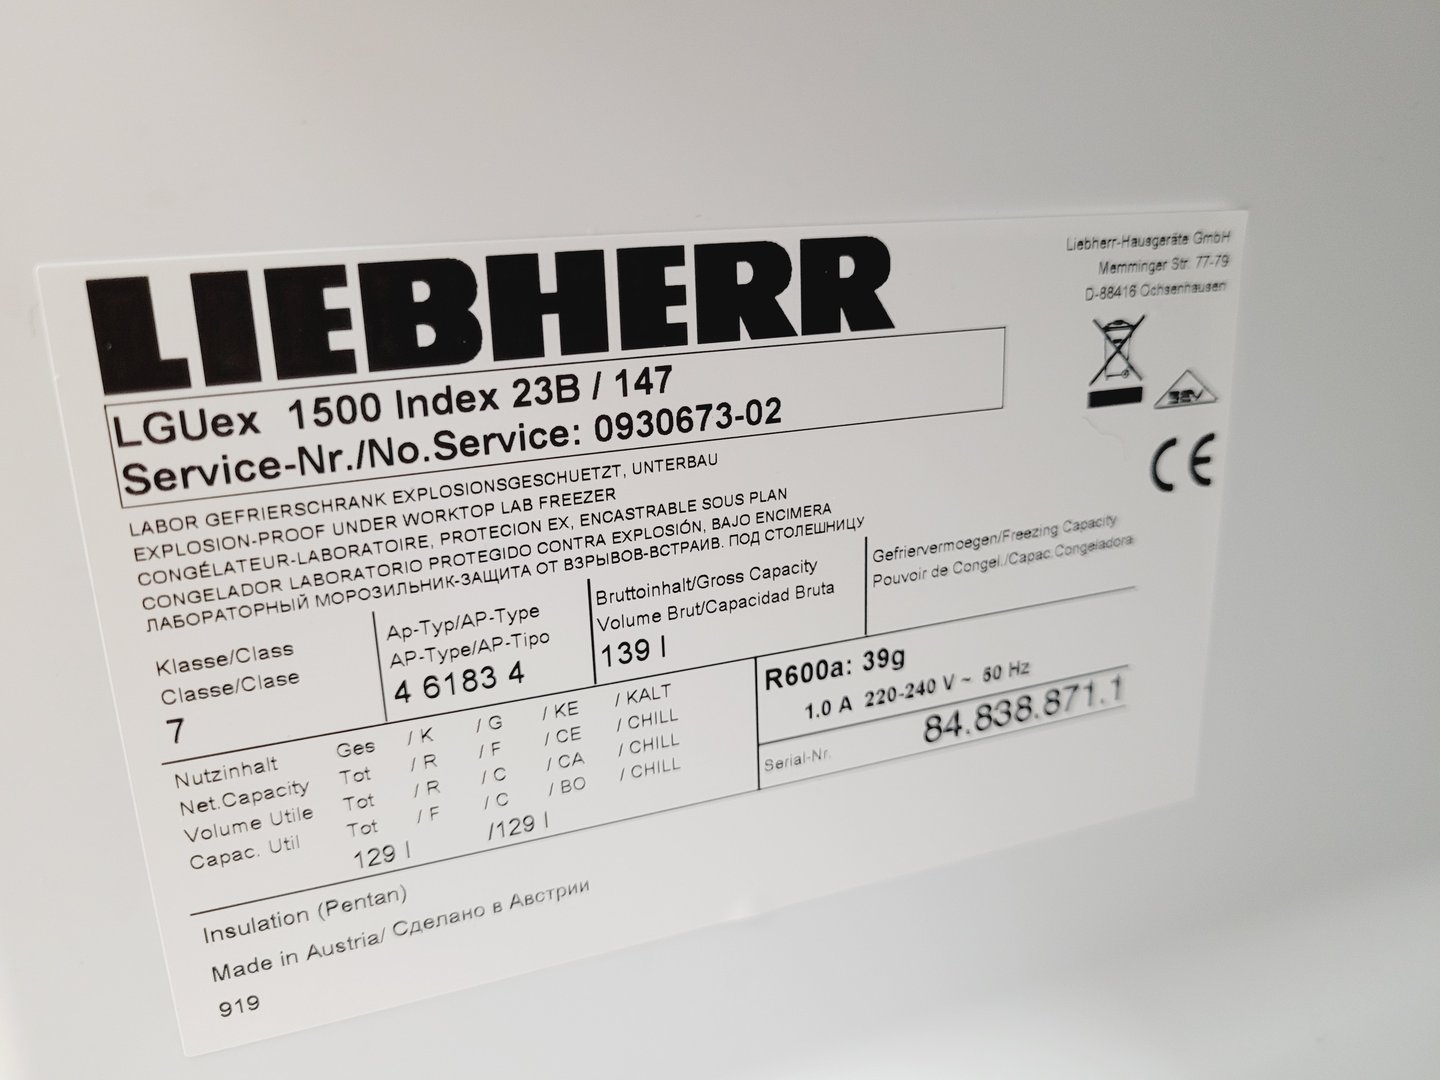 LIEBHERR
Liebherr-Hausgeräte GmbH
Memminger Str. 77-79
D-88416 Ochsenhausen
LGUex 1500 Index 23B / 147
Service-Nr./No.Service: 0930673-02
CE
LABOR GEFRIERSCHRANK EXPLOSIONSGESCHUETZT, UNTERBAU
EXPLOSION-PROOF UNDER WORKTOP LAB FREEZER
CONGÉLATEUR-LABORATOIRE, PROTECION EX, ENCASTRABLE SOUS PLAN
CONGELADOR LABORATORIO PROTEGIDO CONTRA EXPLOSIÓN, BAJO ENCIMERA
ЛАБОРАТОРНЫЙ МОРОЗИЛЬНИК-ЗАЩИТА ОТ ВЗРЫВОВ-ВСТРАИВ. ПОД СТОЛЕШНИЦУ
Klasse/Class
Classe/Clase
7
Ap-Typ/AP-Type
AP-Type/AP-Tipo
4 6183 4
Bruttoinhalt/Gross Capacity
Volume Brut/Capacidad Bruta
139 l
Gefriervermoegen/Freezing Capacity
Pouvoir de Congel./Capac.Congeladora
Nutzinhalt Ges / K / G / KE / KALT
Net.Capacity Tot / R / F / CE / CHILL
Volume Utile Tot / R / C / CA / CHILL
Capac. Util Tot / F / C / BO / CHILL
129 l /129 l
R600a: 39g
1.0 A 220-240 V ~ 50 Hz
Serial-Nr. 84.838.871.1
Insulation (Pentan)
Made in Austria/ Сделано в Австрии
919